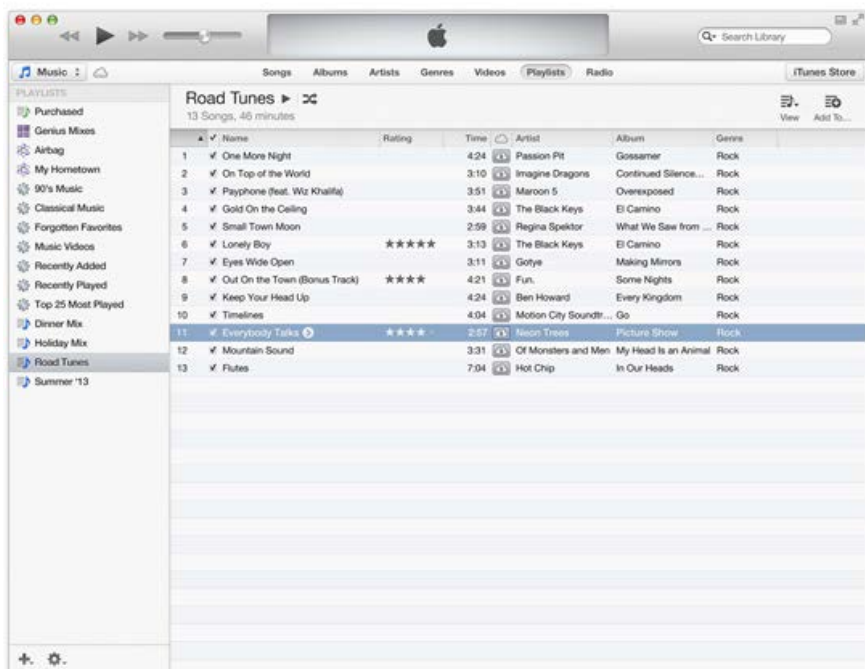 Search Library
Music Songs Albums Artists Genres Videos Playlists Radio iTunes Store
PLAYLISTS
Purchased
Genius Mixes
Airbag
My Hometown
90's Music
Classical Music
Forgotten Favorites
Music Videos
Recently Added
Recently Played
Top 25 Most Played
Dinner Mix
Holiday Mix
Road Tunes
Summer '13
Road Tunes
13 Songs, 46 minutes
View Add To...
Name Rating Time Artist Album Genre
1 One More Night 4:24 Passion Pit Gossamer Rock
2 On Top of the World 3:10 Imagine Dragons Continued Silence... Rock
3 Payphone (feat. Wiz Khalifa) 3:51 Maroon 5 Overexposed Rock
4 Gold On the Ceiling 3:44 The Black Keys El Camino Rock
5 Small Town Moon 2:59 Regina Spektor What We Saw from ... Rock
6 Lonely Boy ★★★★★ 3:13 The Black Keys El Camino Rock
7 Eyes Wide Open 3:11 Gotye Making Mirrors Rock
8 Out On the Town (Bonus Track) ★★★★ 4:21 Fun. Some Nights Rock
9 Keep Your Head Up 4:24 Ben Howard Every Kingdom Rock
10 Timelines 4:04 Motion City Soundtr... Go Rock
11 Everybody Talks ★★★★ 2:57 Neon Trees Picture Show Rock
12 Mountain Sound 3:31 Of Monsters and Men My Head Is an Animal Rock
13 Flutes 7:04 Hot Chip In Our Heads Rock